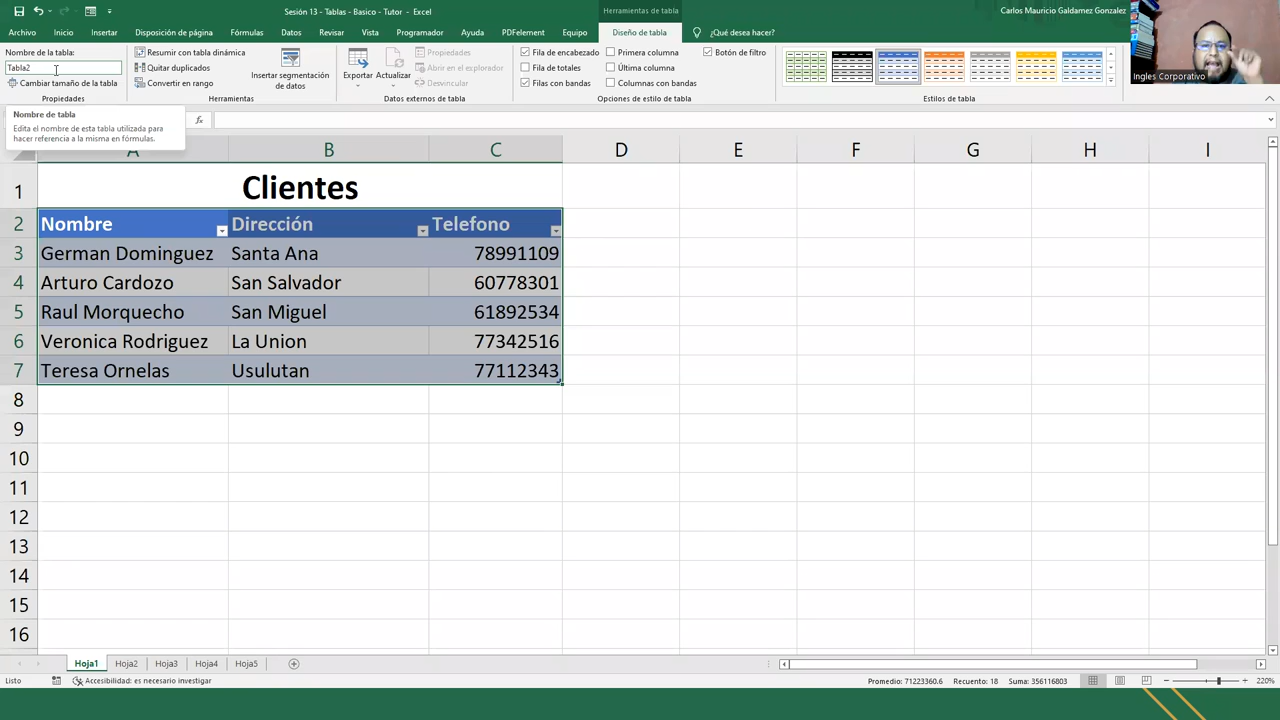 Sesión 13 - Tablas - Basico - Tutor - Excel
Herramientas de tabla
Carlos Mauricio Galdamez Gonzalez
Archivo Inicio Insertar Disposición de página Fórmulas Datos Revisar Vista Programador Ayuda PDFelement Equipo Diseño de tabla ¿Qué desea hacer?
Nombre de la tabla:
Tabla2
Cambiar tamaño de la tabla
Propiedades
Resumir con tabla dinámica
Quitar duplicados
Convertir en rango
Insertar segmentación
de datos
Herramientas
Exportar
Actualizar
Propiedades
Abrir en el explorador
Desvincular
Datos externos de tabla
Fila de encabezado
Fila de totales
Filas con bandas
Primera columna
Última columna
Columnas con bandas
Botón de filtro
Opciones de estilo de tabla
Estilos de tabla
Ingles Corporativo
Nombre de tabla
Edita el nombre de esta tabla utilizada para
hacer referencia a la misma en fórmulas.
fx
A B C D E F G H I
1 Clientes
2 Nombre Dirección Telefono
3 German Dominguez Santa Ana 78991109
4 Arturo Cardozo San Salvador 60778301
5 Raul Morquecho San Miguel 61892534
6 Veronica Rodriguez La Union 77342516
7 Teresa Ornelas Usulutan 77112343
8
9
10
11
12
13
14
15
16
Hoja1 Hoja2 Hoja3 Hoja4 Hoja5
Listo Accesibilidad: es necesario investigar Promedio: 71223360.6 Recuento: 18 Suma: 356116803 220%